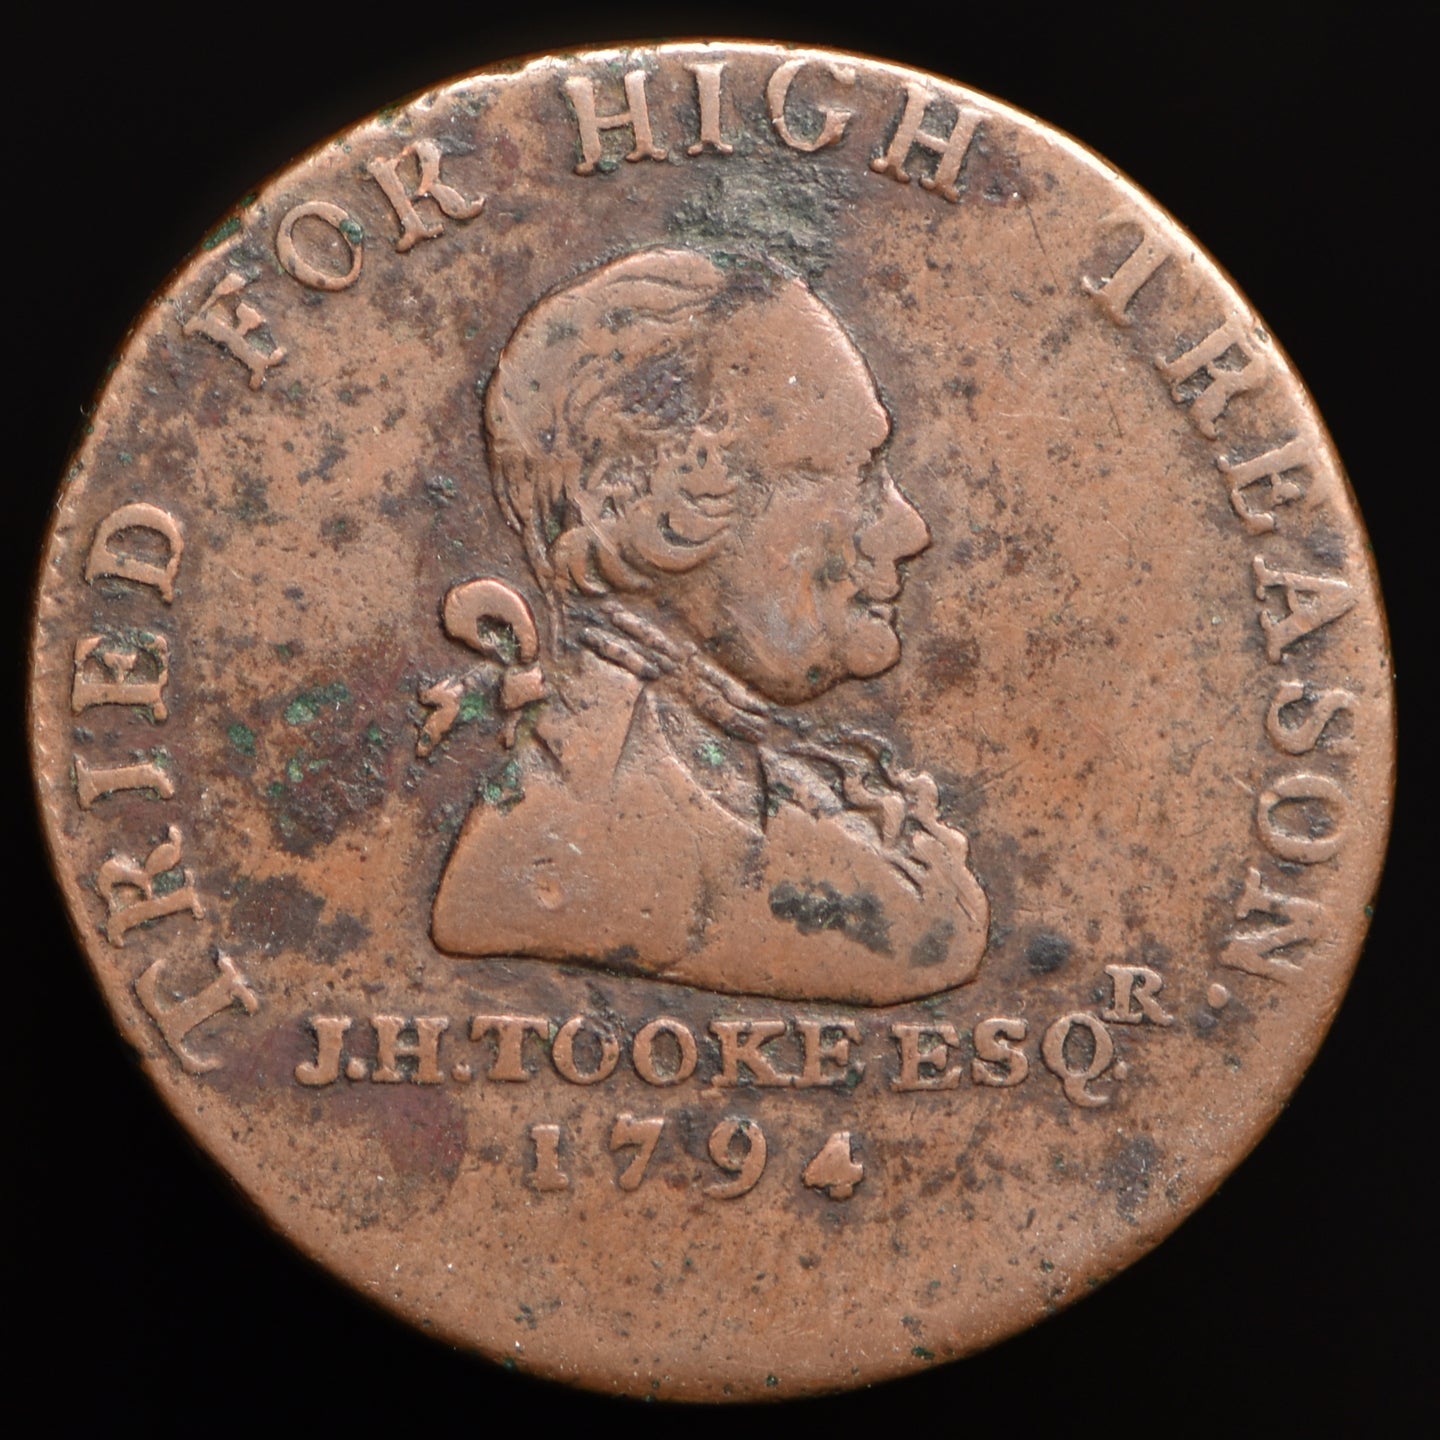 TRIED FOR HIGH TREASON.
J.H.TOOKE ESQ.R
1794